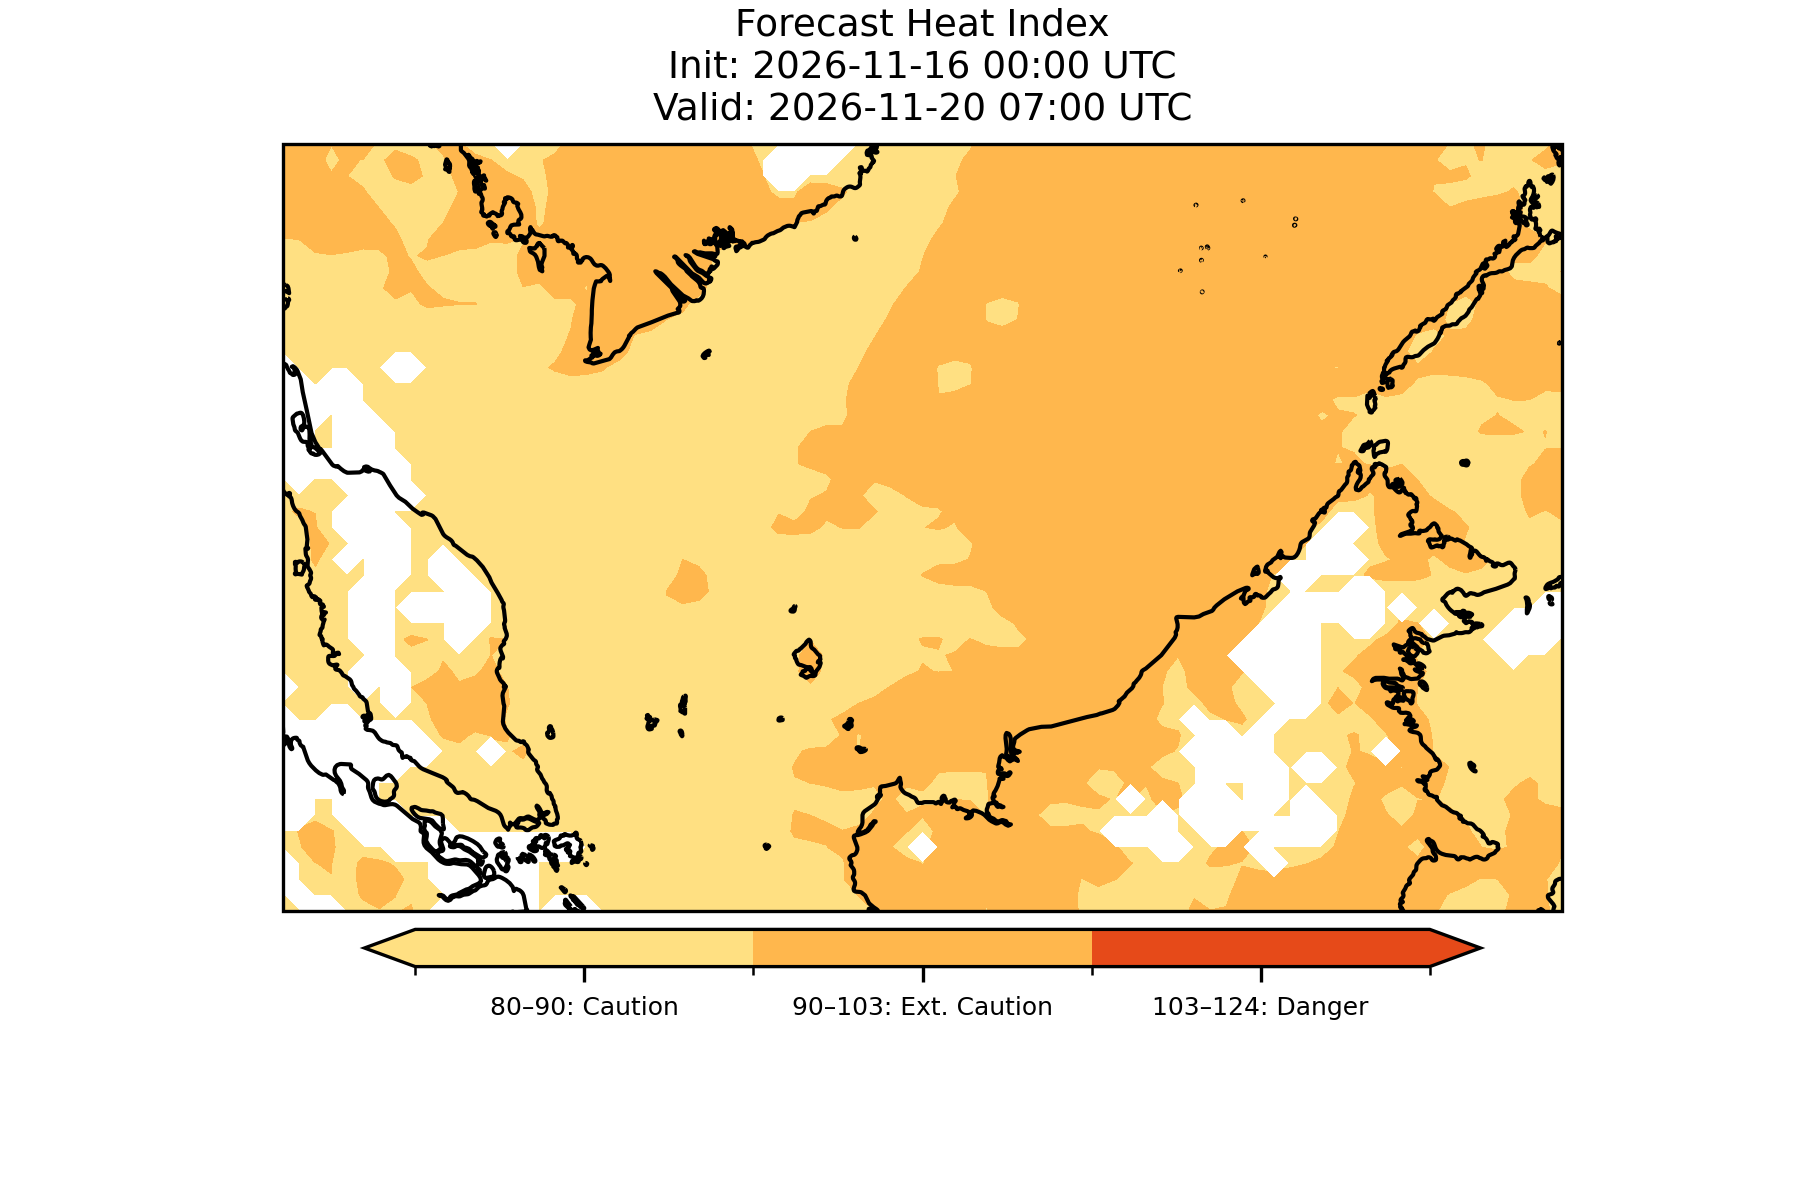 Forecast Heat Index
Init: 2026-11-16 00:00 UTC
Valid: 2026-11-20 07:00 UTC
80–90: Caution
90–103: Ext. Caution
103–124: Danger